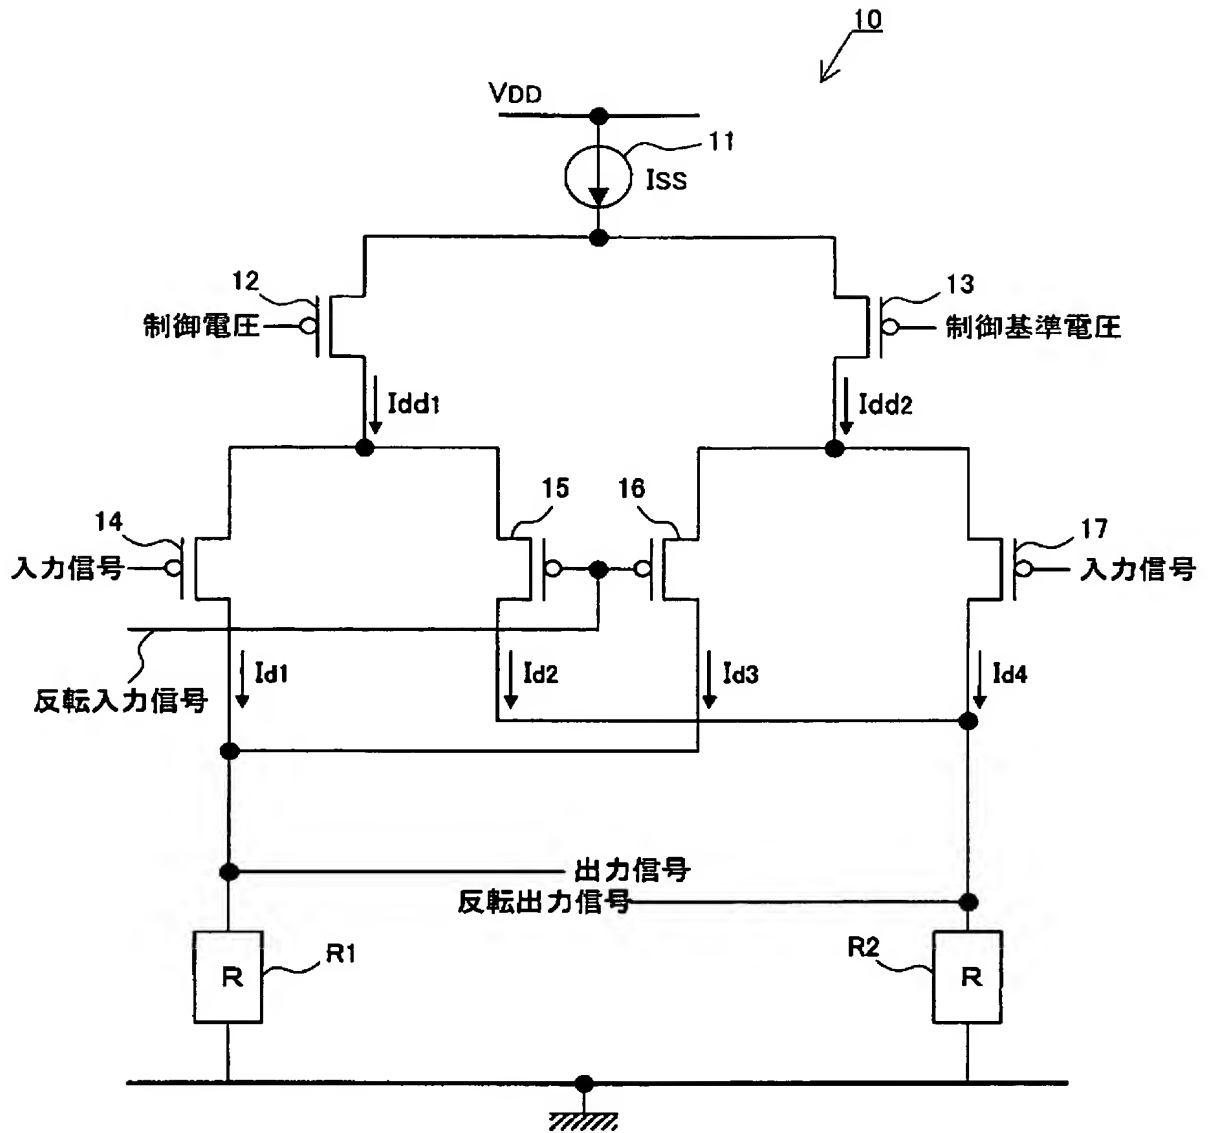 10
VDD
11
ISS
12
13
制御電圧
制御基準電圧
Idd1
Idd2
14
15
16
17
入力信号
入力信号
反転入力信号
Id1
Id2
Id3
Id4
出力信号
反転出力信号
R
R1
R2
R